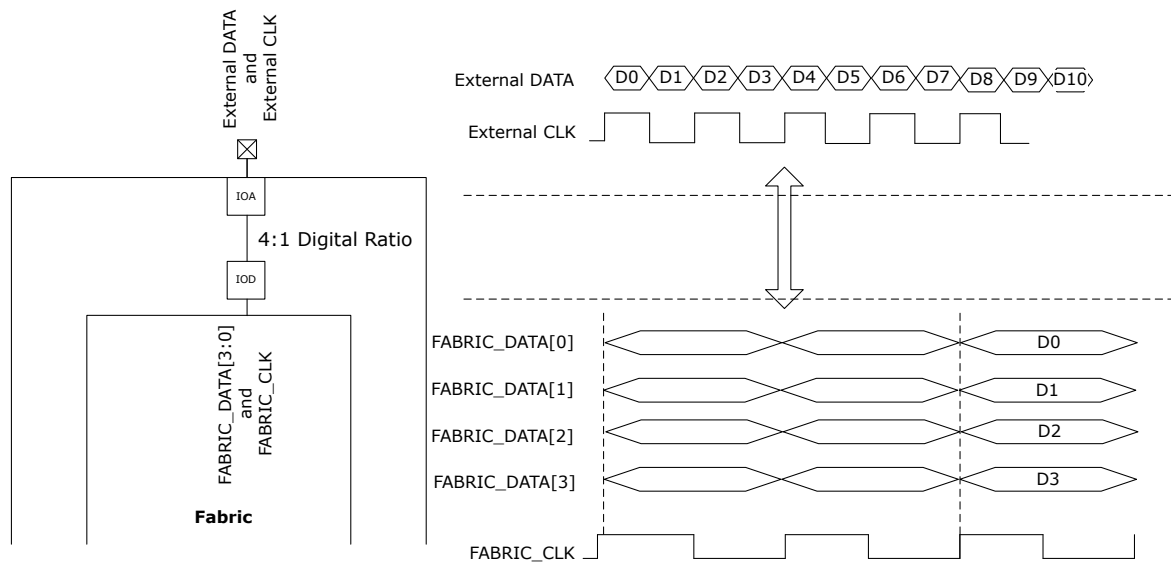 External DATA
and
External CLK
IOA
4:1 Digital Ratio
IOD
FABRIC_DATA[3:0]
and
FABRIC_CLK
Fabric
External DATA
D0 D1 D2 D3 D4 D5 D6 D7 D8 D9 D10
External CLK
FABRIC_DATA[0]
D0
FABRIC_DATA[1]
D1
FABRIC_DATA[2]
D2
FABRIC_DATA[3]
D3
FABRIC_CLK